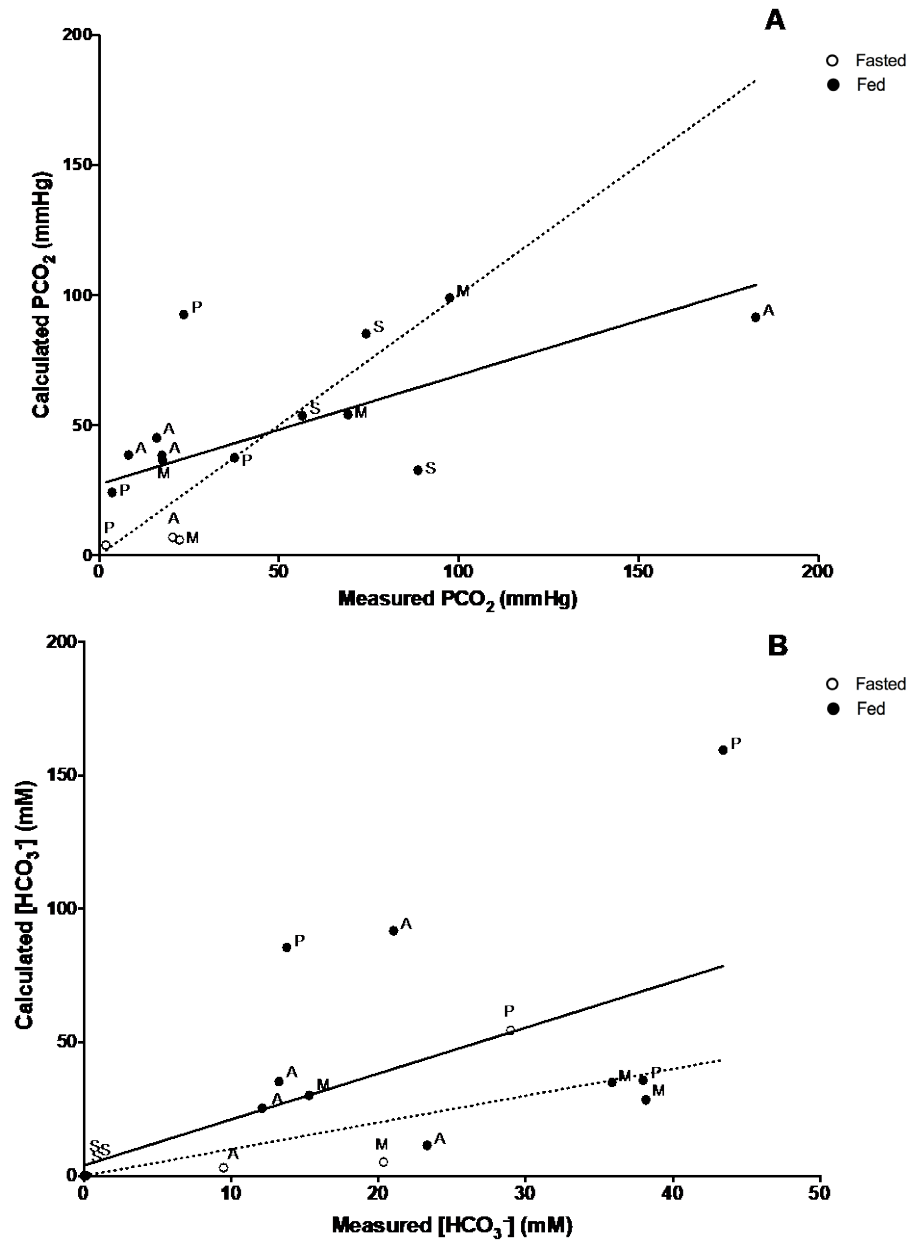 A
200
Fasted
Fed
150
Calculated PCO2 (mmHg)
100
M
P
A
S
50
A
S
M
A
A
P
M
S
P
P
A
M
0
0
50
100
150
200
Measured PCO2 (mmHg)
B
200
Fasted
Fed
150
P
Calculated [HCO3-] (mM)
100
A
P
50
P
A
M
M
P
A
M
S
S
S
M
A
A
0
0
10
20
30
40
50
Measured [HCO3-] (mM)